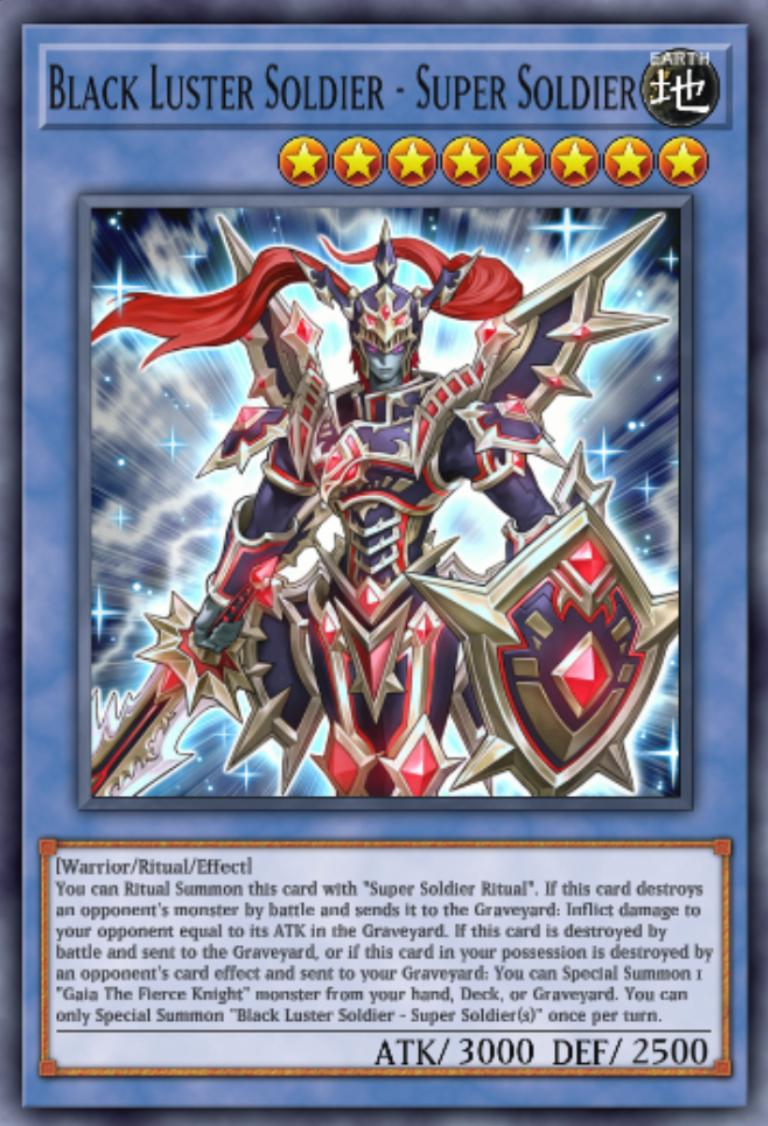 BLACK LUSTER SOLDIER - SUPER SOLDIER
EARTH
地
[Warrior/Ritual/Effect]
You can Ritual Summon this card with "Super Soldier Ritual". If this card destroys
an opponent's monster by battle and sends it to the Graveyard: Inflict damage to
your opponent equal to its ATK in the Graveyard. If this card is destroyed by
battle and sent to the Graveyard, or if this card in your possession is destroyed by
an opponent's card effect and sent to your Graveyard: You can Special Summon 1
"Gaia The Fierce Knight" monster from your hand, Deck, or Graveyard. You can
only Special Summon "Black Luster Soldier - Super Soldier(s)" once per turn.
ATK/ 3000 DEF/ 2500